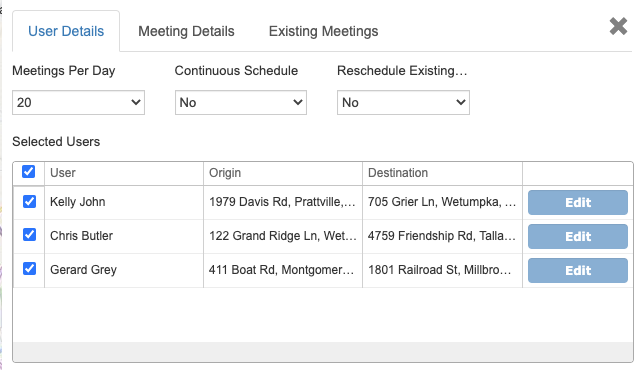 User Details Meeting Details Existing Meetings
Meetings Per Day Continuous Schedule Reschedule Existing...
20 No No
Selected Users
User Origin Destination
Kelly John 1979 Davis Rd, Prattville,... 705 Grier Ln, Wetumpka, ... Edit
Chris Butler 122 Grand Ridge Ln, Wet... 4759 Friendship Rd, Talla... Edit
Gerard Grey 411 Boat Rd, Montgomer... 1801 Railroad St, Millbro... Edit